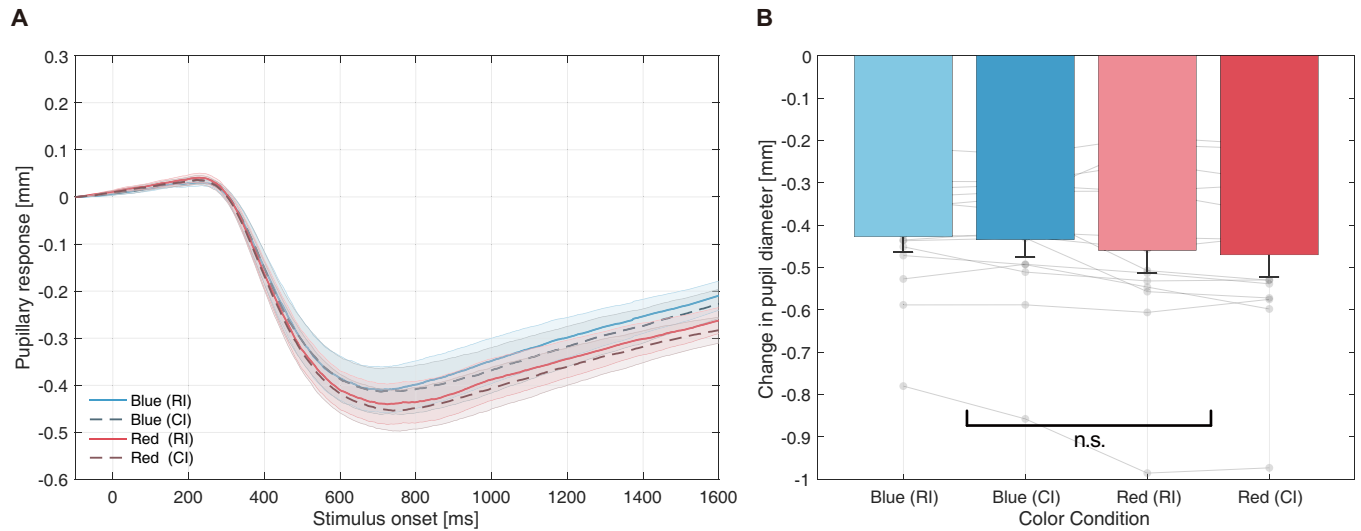 A
0.3
0.2
0.1
0
-0.1
-0.2
-0.3
-0.4
-0.5
-0.6
Pupillary response [mm]
Blue (RI)
Blue (CI)
Red (RI)
Red (CI)
0 200 400 600 800 1000 1200 1400 1600
Stimulus onset [ms]
B
0
-0.1
-0.2
-0.3
-0.4
-0.5
-0.6
-0.7
-0.8
-0.9
-1
Change in pupil diameter [mm]
n.s.
Blue (RI) Blue (CI) Red (RI) Red (CI)
Color Condition